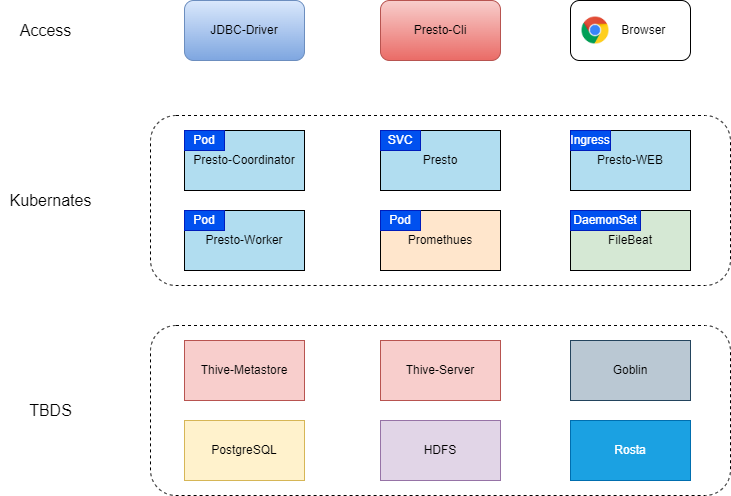 Access
JDBC-Driver
Presto-Cli
Browser
Kubernates
Pod
Presto-Coordinator
SVC
Presto
Ingress
Presto-WEB
Pod
Presto-Worker
Pod
Promethues
DaemonSet
FileBeat
TBDS
Thive-Metastore
Thive-Server
Goblin
PostgreSQL
HDFS
Rosta